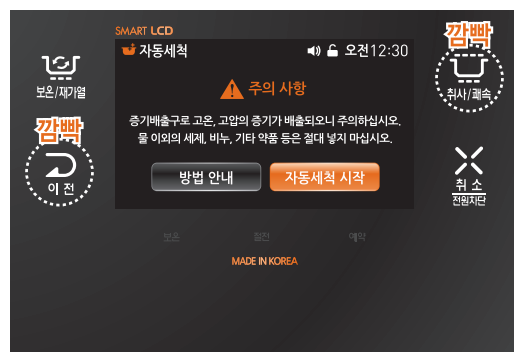 SMART LCD
자동세척
오전12:30
깜빡
보온/재가열
주의 사항
취사/쾌속
증기배출구로 고온, 고압의 증기가 배출되오니 주의하십시오.
물 이외의 세제, 비누, 기타 약품 등은 절대 넣지 마십시오.
깜빡
이 전
방법 안내
자동세척 시작
취 소
전원차단
보온
절전
예약
MADE IN KOREA